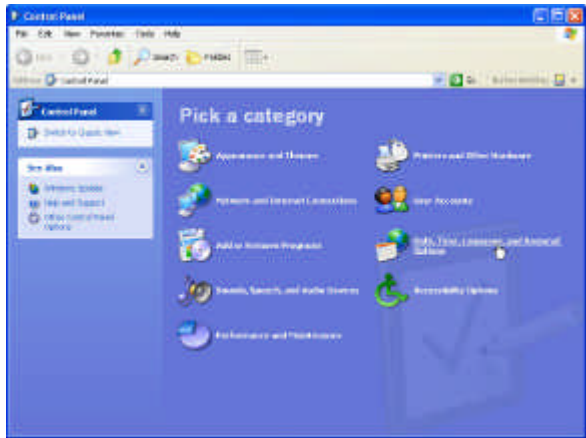 Control Panel
File Edit View Favorites Tools Help
Search Folders
Control Panel Go
Control Panel
Switch to Classic View
See Also
Windows Update
Help and Support
Other Control Panel
Options
Pick a category
Appearance and Themes
Printers and Other Hardware
Network and Internet Connections
User Accounts
Add or Remove Programs
Date, Time, Language, and Regional
Options
Sounds, Speech, and Audio Devices
Accessibility Options
Performance and Maintenance